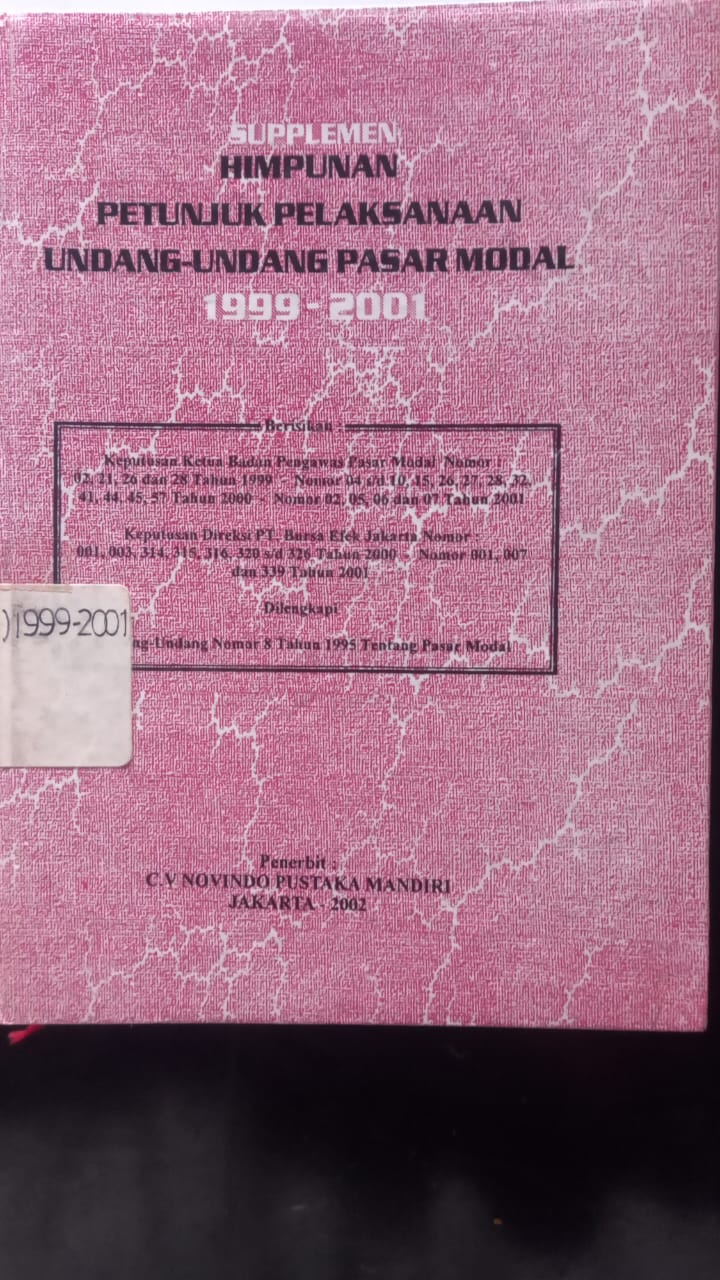 SUPPLEMEN
HIMPUNAN
PETUNJUK PELAKSANAAN
UNDANG-UNDANG PASAR MODAL
1999 - 2001
Berisikan :
Keputusan Ketua Badan Pengawas Pasar Modal Nomor :
02, 21, 26 dan 28 Tahun 1999 - Nomor 04 s/d 10, 15, 26, 27, 28, 32,
41, 44, 45, 57 Tahun 2000 - Nomor 02, 05, 06 dan 07 Tahun 2001
Keputusan Direksi PT. Bursa Efek Jakarta Nomor :
001, 003, 314, 315, 316, 320 s/d 326 Tahun 2000 - Nomor 001, 007
dan 339 Tahun 2001
Dilengkapi
)1999-2001
ng-Undang Nomor 8 Tahun 1995 Tentang Pasar Modal
Penerbit :
C.V NOVINDO PUSTAKA MANDIRI
JAKARTA - 2002